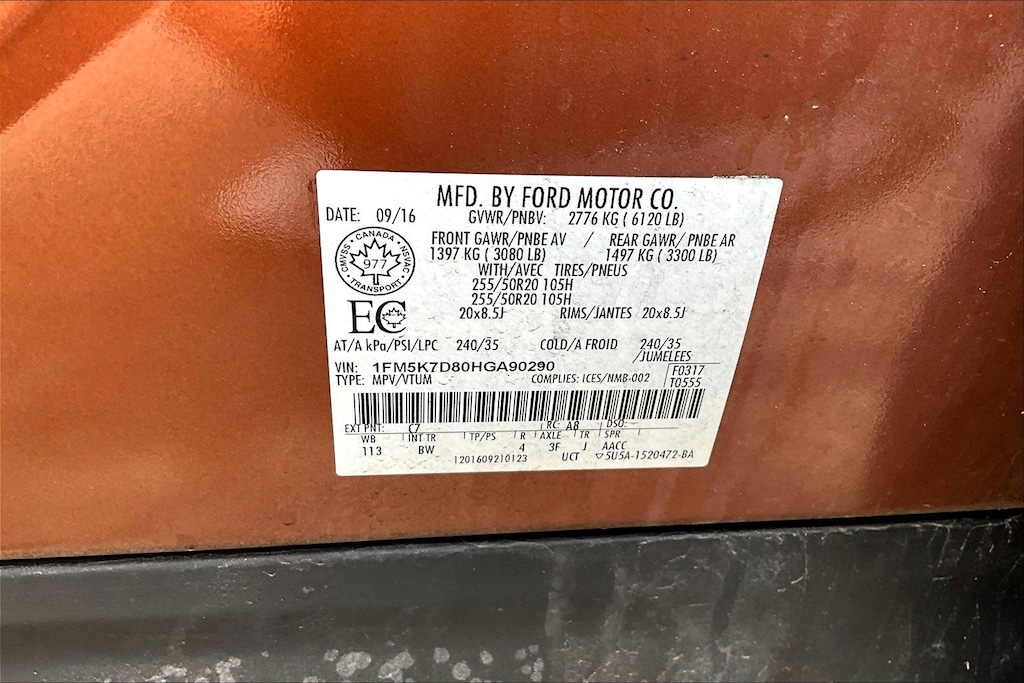 MFD. BY FORD MOTOR CO.
DATE: 09/16 GVWR/PNBV: 2776 KG ( 6120 LB)
FRONT GAWR/PNBE AV / REAR GAWR/ PNBE AR
1397 KG ( 3080 LB) 1497 KG ( 3300 LB)
WITH/AVEC TIRES/PNEUS
255/50R20 105H
255/50R20 105H
20x8.5J RIMS/JANTES 20x8.5J
CMVSS · CANADA · NSVAC
977
TRANSPORT
EC
AT/A kPa/PSI/LPC 240/35 COLD/A FROID 240/35
/JUMELEES
VIN: 1FM5K7D80HGA90290 F0317
TYPE: MPV/VTUM COMPLIES: ICES/NMB-002 T0555
EXT PNT: C7 RC: A8 DSO:
WB INT TR TP/PS R AXLE TR SPR
113 BW 4 3F J AACC
1201609210123 UCT ▽5U5A-1520472-BA